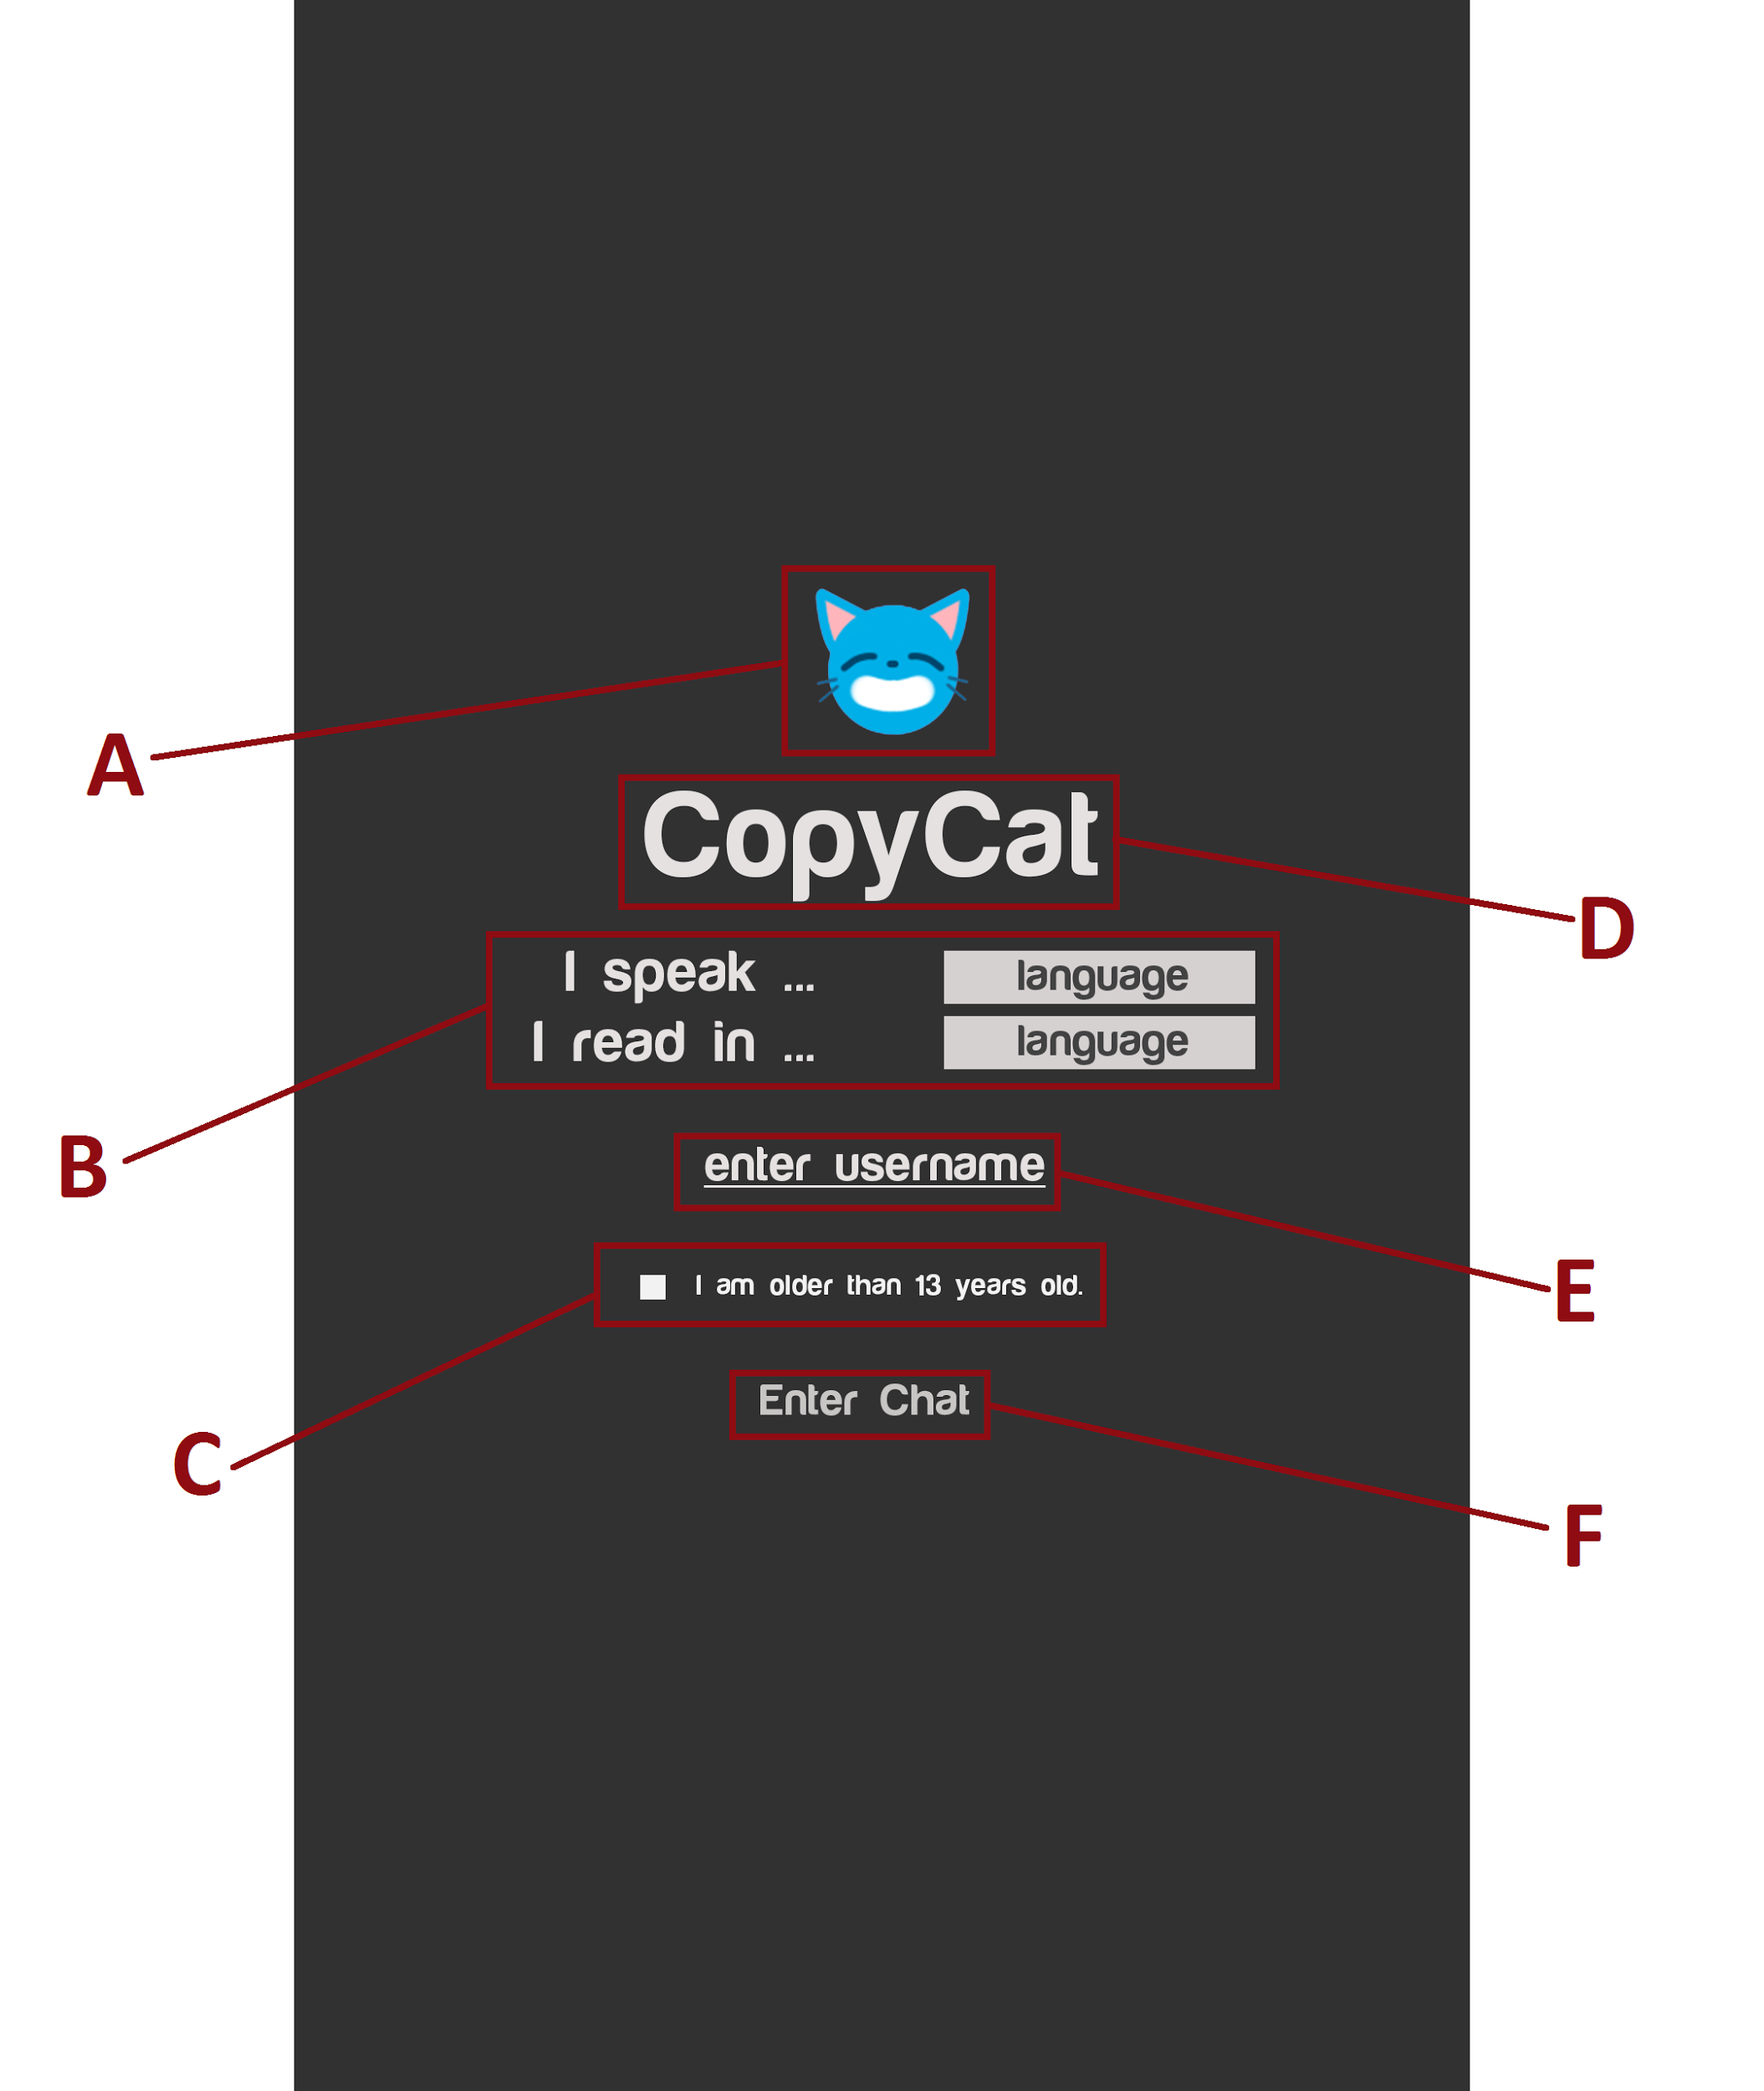 A
CopyCat
D
I speak ... language
I read in ... language
B
enter username
E
I am older than 13 years old.
C
Enter Chat
F